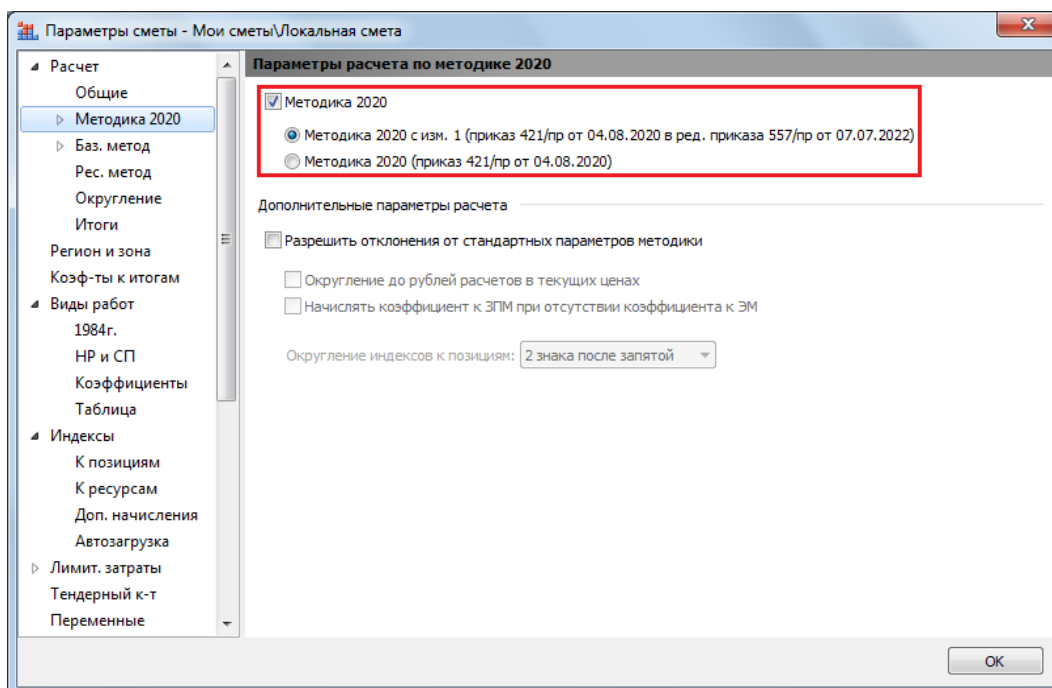 Параметры сметы - Мои сметы\Локальная смета
Расчет
Общие
Методика 2020
Баз. метод
Рес. метод
Округление
Итоги
Регион и зона
Коэф-ты к итогам
Виды работ
1984г.
НР и СП
Коэффициенты
Таблица
Индексы
К позициям
К ресурсам
Доп. начисления
Автозагрузка
Лимит. затраты
Тендерный к-т
Переменные
Параметры расчета по методике 2020
Методика 2020
Методика 2020 с изм. 1 (приказ 421/пр от 04.08.2020 в ред. приказа 557/пр от 07.07.2022)
Методика 2020 (приказ 421/пр от 04.08.2020)
Дополнительные параметры расчета
Разрешить отклонения от стандартных параметров методики
Округление до рублей расчетов в текущих ценах
Начислять коэффициент к ЗПМ при отсутствии коэффициента к ЭМ
Округление индексов к позициям: 2 знака после запятой
OK